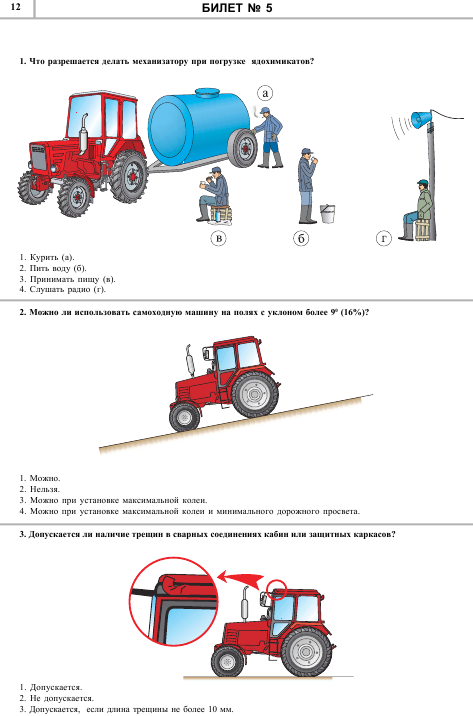 12
БИЛЕТ № 5
1. Что разрешается делать механизатору при погрузке ядохимикатов?
а
в
б
г
1. Курить (а).
2. Пить воду (б).
3. Принимать пищу (в).
4. Слушать радио (г).
2. Можно ли использовать самоходную машину на полях с уклоном более 9⁰ (16%)?
1. Можно.
2. Нельзя.
3. Можно при установке максимальной колеи.
4. Можно при установке максимальной колеи и минимального дорожного просвета.
3. Допускается ли наличие трещин в сварных соединениях кабин или защитных каркасов?
1. Допускается.
2. Не допускается.
3. Допускается, если длина трещины не более 10 мм.